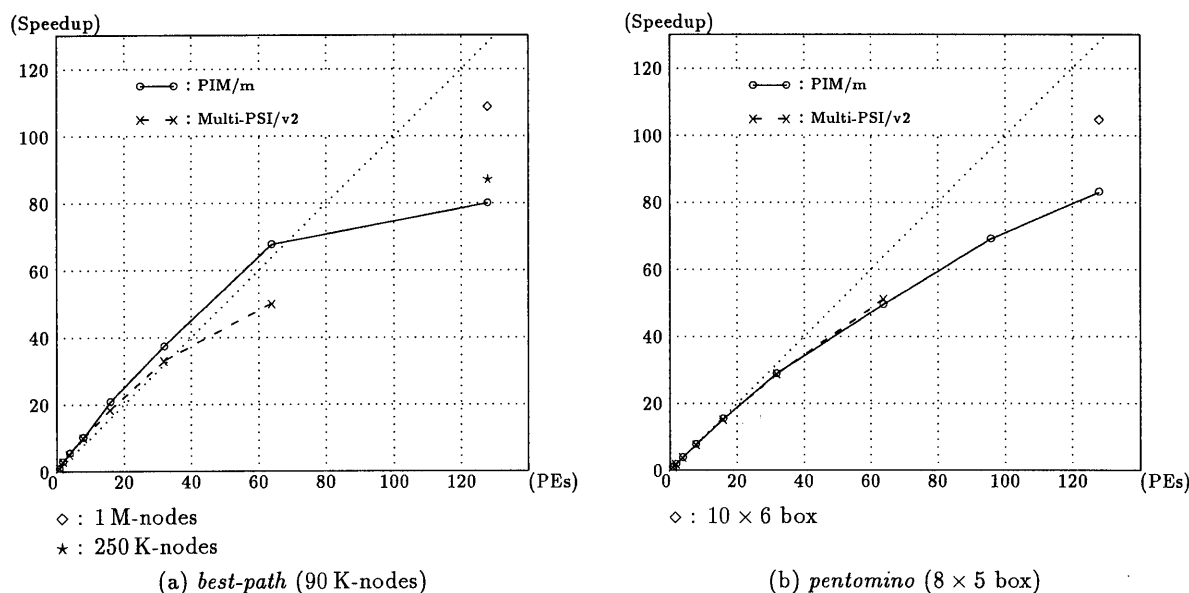 (Speedup)
120
100
80
60
40
20
0
: PIM/m
: Multi-PSI/v2
20 40 60 80 100 120 (PEs)
◇ : 1 M-nodes
★ : 250 K-nodes
(a) best-path (90 K-nodes)
(Speedup)
120
100
80
60
40
20
0
: PIM/m
: Multi-PSI/v2
0 20 40 60 80 100 120 (PEs)
◇ : 10 × 6 box
(b) pentomino (8 × 5 box)